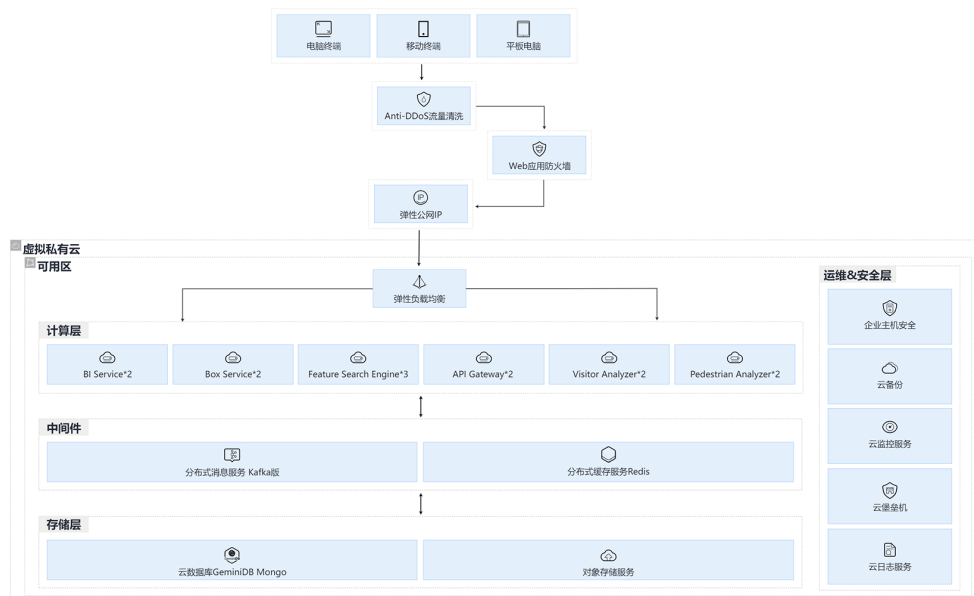 电脑终端
移动终端
平板电脑
Anti-DDoS流量清洗
Web应用防火墙
IP
弹性公网IP
虚拟私有云
可用区
弹性负载均衡
运维&安全层
企业主机安全
云备份
云监控服务
云堡垒机
云日志服务
计算层
BI Service*2
Box Service*2
Feature Search Engine*3
API Gateway*2
Visitor Analyzer*2
Pedestrian Analyzer*2
中间件
分布式消息服务 Kafka版
分布式缓存服务Redis
存储层
云数据库GeminiDB Mongo
对象存储服务